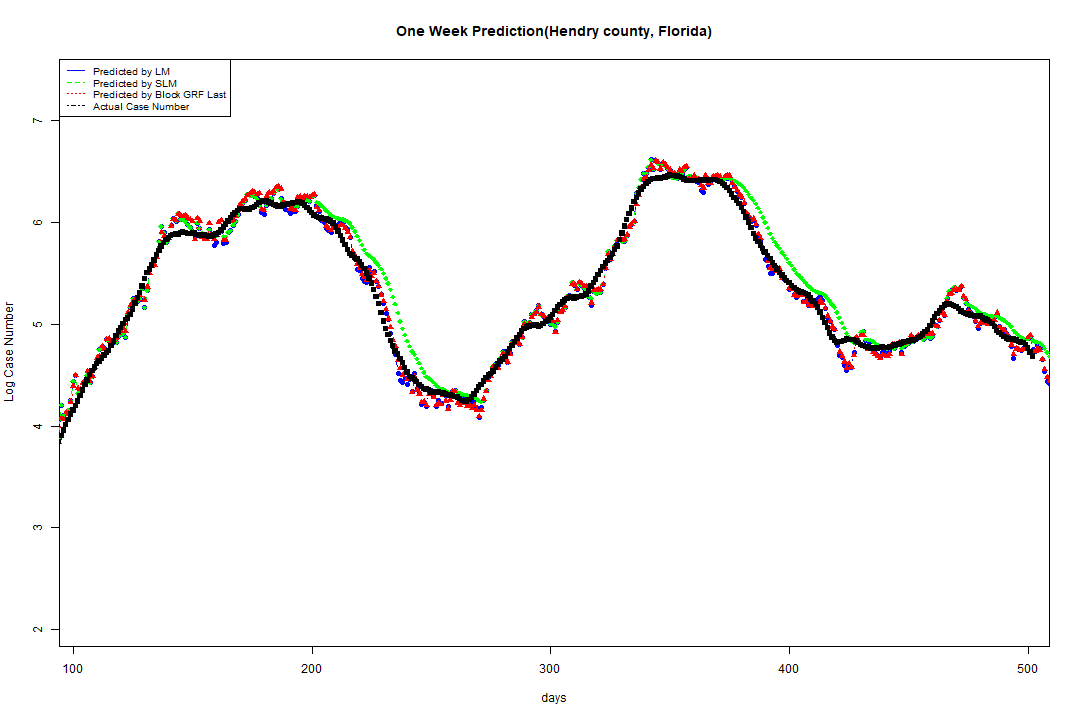 One Week Prediction(Hendry county, Florida)
Predicted by LM
Predicted by SLM
Predicted by Block GRF Last
Actual Case Number
7
6
5
4
3
2
Log Case Number
100 200 300 400 500
days